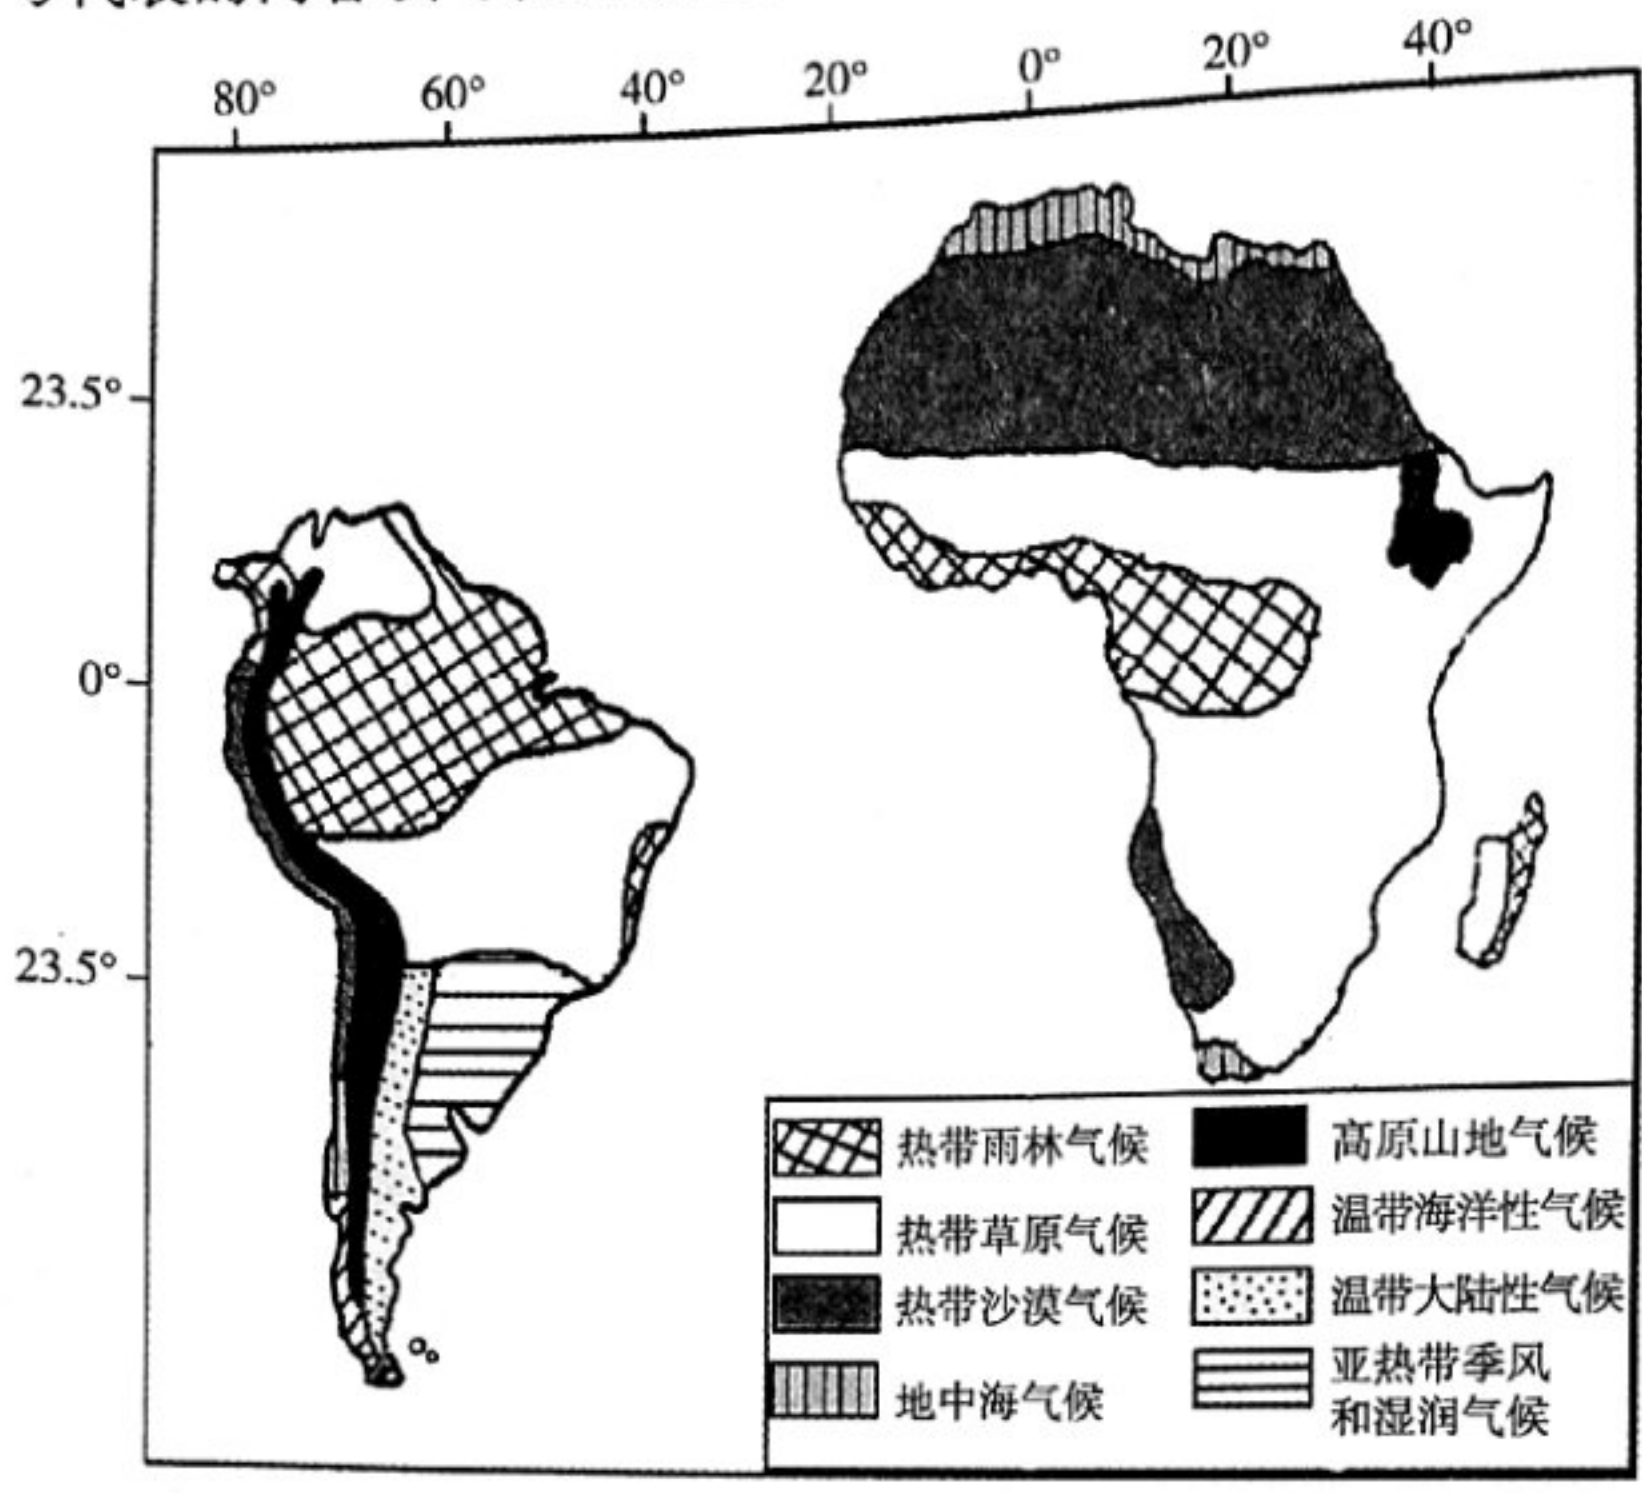 80°
60°
40°
20°
0°
20°
40°
23.5°
0°
23.5°
热带雨林气候
热带草原气候
热带沙漠气候
地中海气候
高原山地气候
温带海洋性气候
温带大陆性气候
亚热带季风
和湿润气候